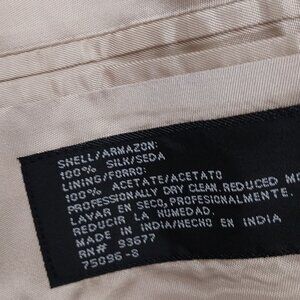 SHELL/ARMAZON:
100% SILK/SEDA
LINING/FORRO:
100% ACETATE/ACETATO
PROFESSIONALLY DRY CLEAN. REDUCED MO
LAVAR EN SECO, PROFESIONALMENTE.
REDUCIR LA HUMEDAD.
MADE IN INDIA/HECHO EN INDIA
RN# 93677
75096-8